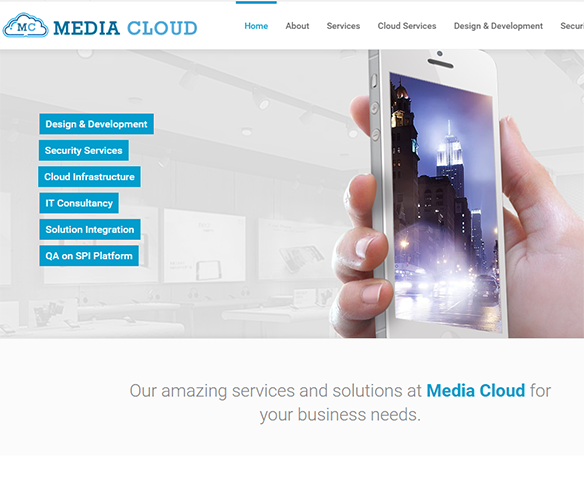 MC MEDIA CLOUD
Home About Services Cloud Services Design & Development Securi
Design & Development
Security Services
Cloud Infrastructure
IT Consultancy
Solution Integration
QA on SPI Platform
Our amazing services and solutions at Media Cloud for
your business needs.